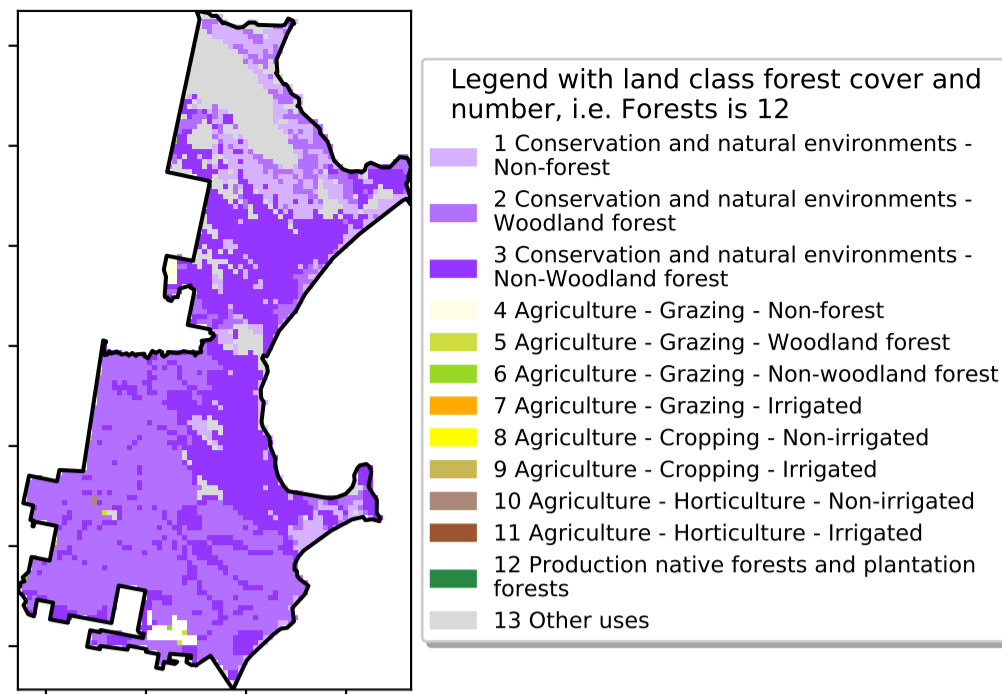 Legend with land class forest cover and
number, i.e. Forests is 12
1 Conservation and natural environments -
Non-forest
2 Conservation and natural environments -
Woodland forest
3 Conservation and natural environments -
Non-Woodland forest
4 Agriculture - Grazing - Non-forest
5 Agriculture - Grazing - Woodland forest
6 Agriculture - Grazing - Non-woodland forest
7 Agriculture - Grazing - Irrigated
8 Agriculture - Cropping - Non-irrigated
9 Agriculture - Cropping - Irrigated
10 Agriculture - Horticulture - Non-irrigated
11 Agriculture - Horticulture - Irrigated
12 Production native forests and plantation
forests
13 Other uses